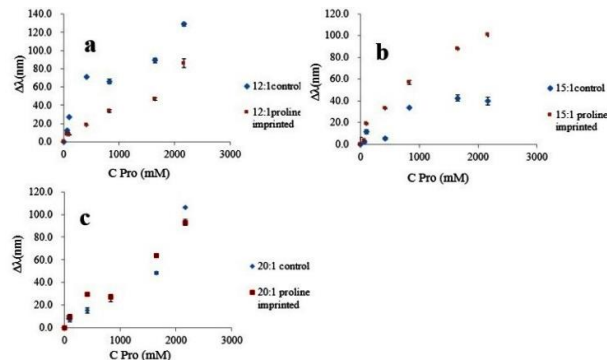 140.0
120.0
100.0
80.0
60.0
40.0
20.0
0.0
Δλ(nm)
a
12:1control
12:1proline
imprinted
0 1000 2000 3000
C Pro (mM)
120.0
100.0
80.0
60.0
40.0
20.0
0.0
Δλ(nm)
b
15:1control
15:1 proline
imprinted
0 1000 2000 3000
C Pro (mM)
120.0
100.0
80.0
60.0
40.0
20.0
0.0
Δλ(nm)
c
20:1 control
20:1 proline
imprinted
0 1000 2000 3000
C Pro (mM)